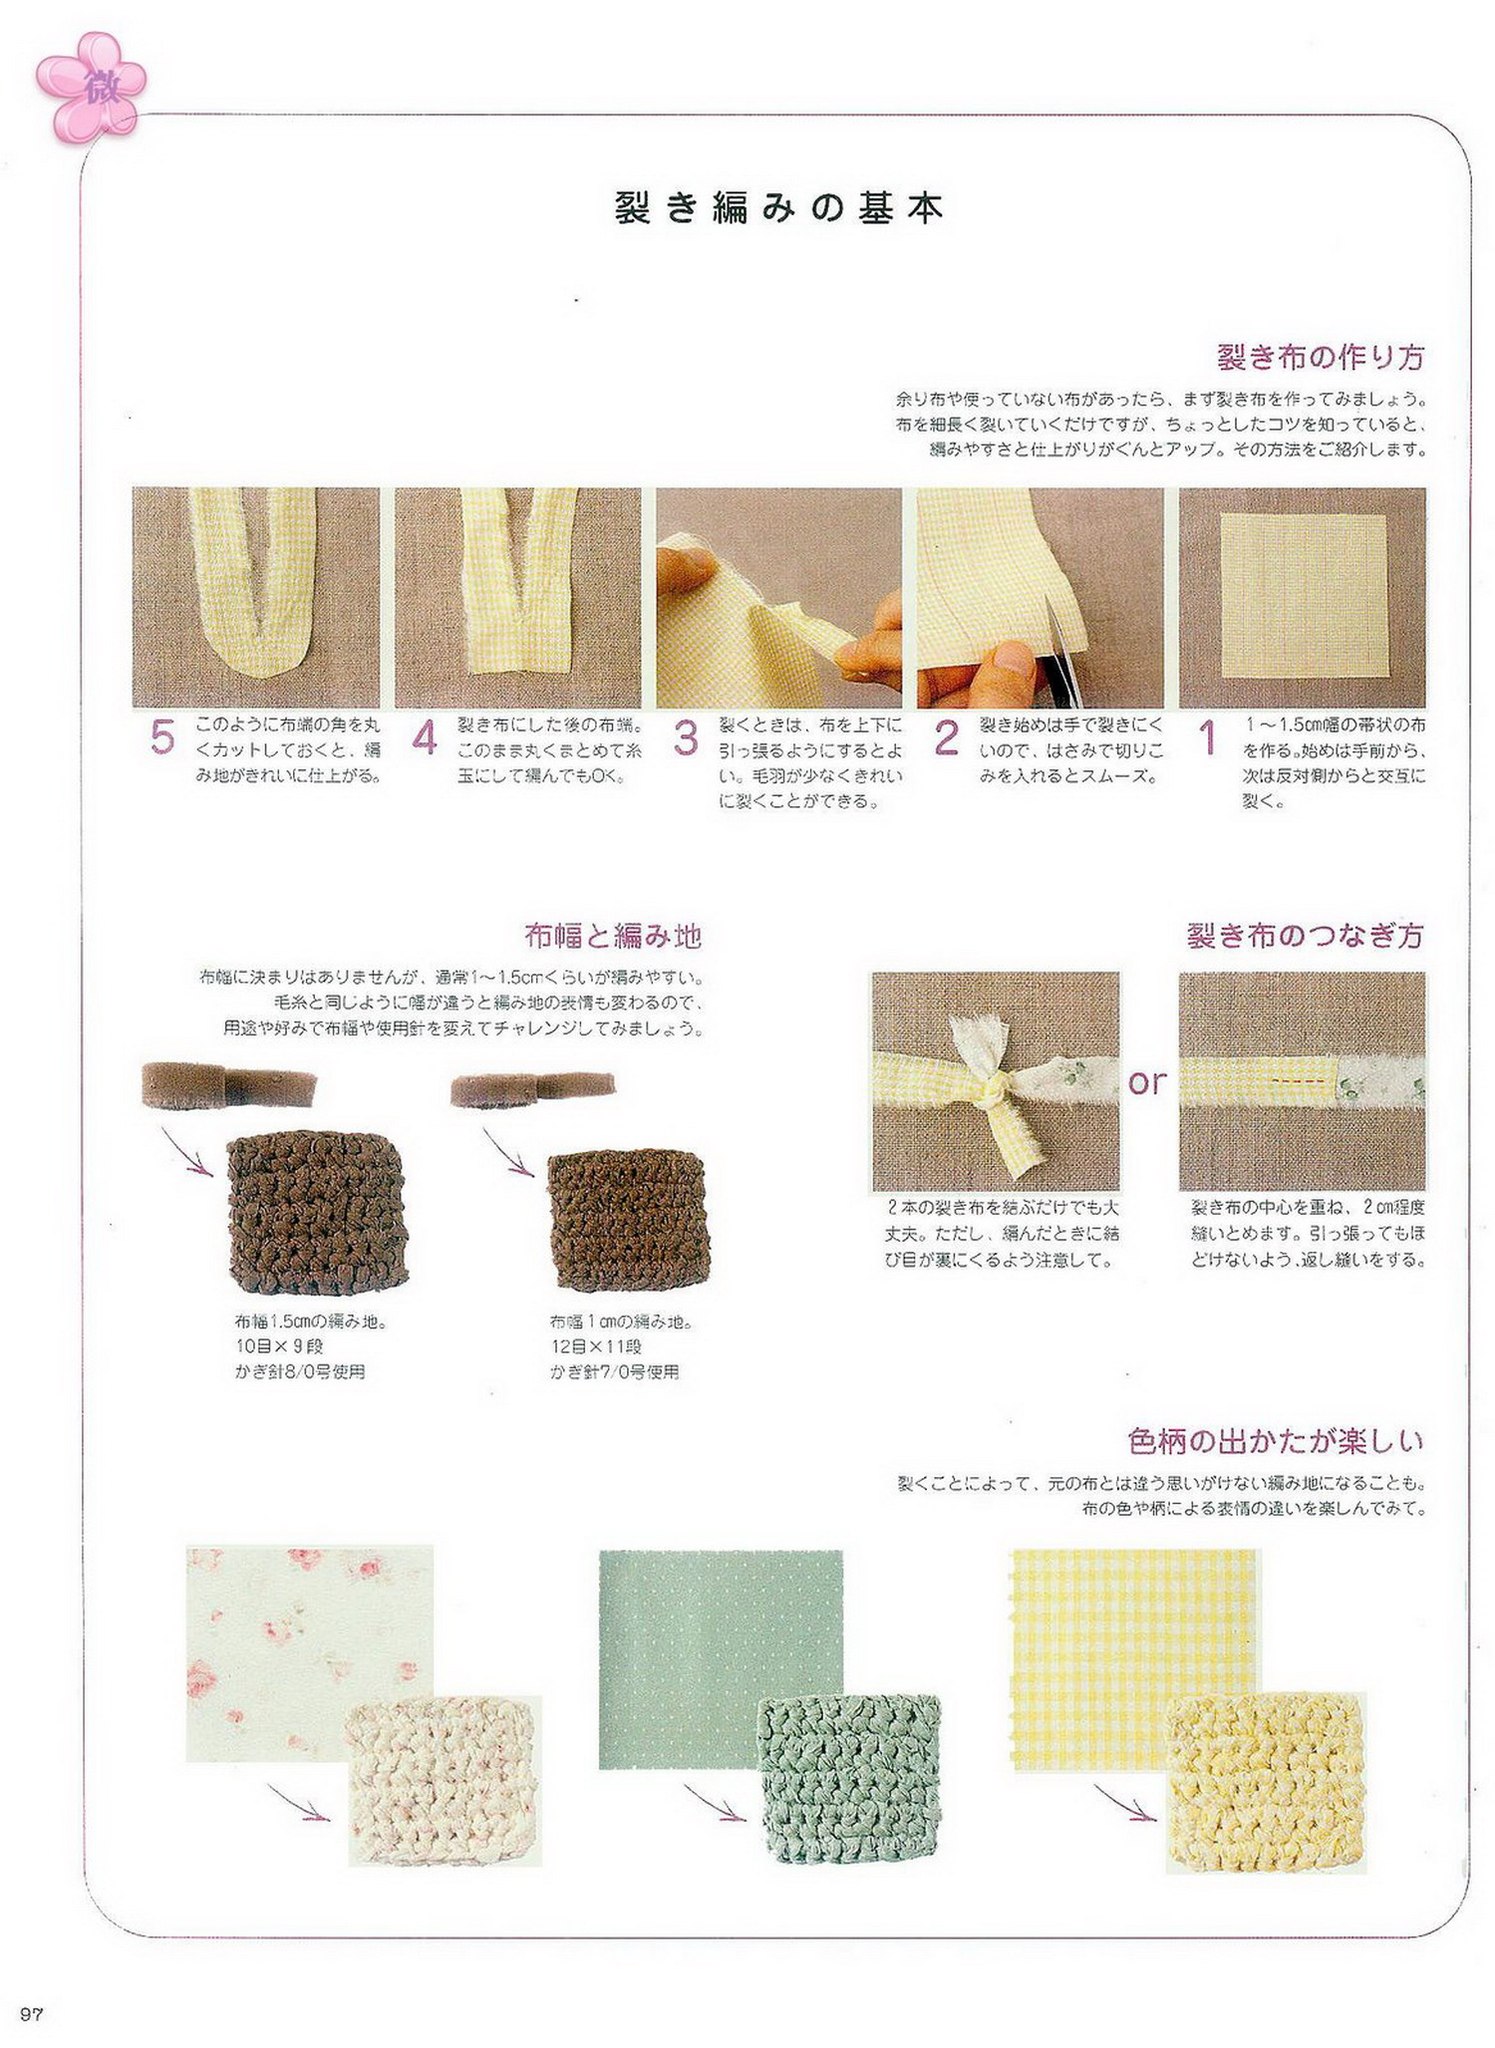 微
裂き編みの基本
裂き布の作り方
余り布や使っていない布があったら、まず裂き布を作ってみましょう。
布を細長く裂いていくだけですが、ちょっとしたコツを知っていると、
編みやすさと仕上がりがぐんとアップ。その方法をご紹介します。
1
1〜1.5cm幅の帯状の布
を作る。始めは手前から、
次は反対側からと交互に
裂く。
2
裂き始めは手で裂きにく
いので、はさみで切りこ
みを入れるとスムーズ。
3
裂くときは、布を上下に
引っ張るようにするとよ
い。毛羽が少なくきれい
に裂くことができる。
4
裂き布にした後の布端。
このまま丸くまとめて糸
玉にして編んでもOK。
5
このように布端の角を丸
くカットしておくと、編
み地がきれいに仕上がる。
裂き布のつなぎ方
裂き布の中心を重ね、2cm程度
縫いとめます。引っ張ってもほ
どけないよう、返し縫いをする。
or
2本の裂き布を結ぶだけでも大
丈夫。ただし、編んだときに結
び目が裏にくるよう注意して。
布幅と編み地
布幅に決まりはありませんが、通常1〜1.5cmくらいが編みやすい。
毛糸と同じように幅が違うと編み地の表情も変わるので、
用途や好みで布幅や使用針を変えてチャレンジしてみましょう。
布幅1.5cmの編み地。
10目×9段
かぎ針8/0号使用
布幅1cmの編み地。
12目×11段
かぎ針7/0号使用
色柄の出かたが楽しい
裂くことによって、元の布とは違う思いがけない編み地になることも。
布の色や柄による表情の違いを楽しんでみて。
97